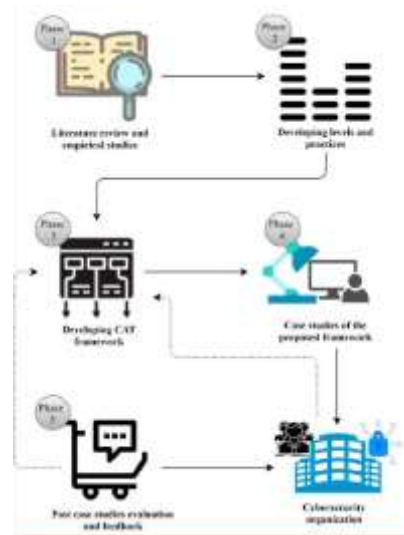 Phase
1
Phase
2
Literature review and
empirical studies
Developing levels and
practices
Phase
3
Phase
4
Developing CAT
framework
Case studies of the
proposed framework
Phase
5
Post case studies evaluation
and feedback
Cybersecurity
organization